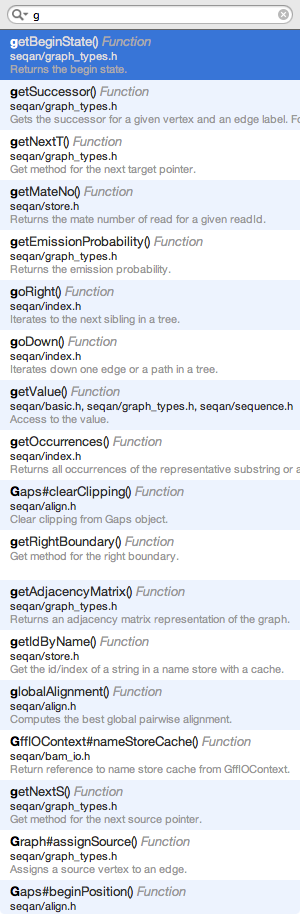 g
getBeginState() Function
seqan/graph_types.h
Returns the begin state.
getSuccessor() Function
seqan/graph_types.h
Gets the successor for a given vertex and an edge label. Fo
getNextT() Function
seqan/graph_types.h
Get method for the next target pointer.
getMateNo() Function
seqan/store.h
Returns the mate number of read for a given readId.
getEmissionProbability() Function
seqan/graph_types.h
Returns the emission probability.
goRight() Function
seqan/index.h
Iterates to the next sibling in a tree.
goDown() Function
seqan/index.h
Iterates down one edge or a path in a tree.
getValue() Function
seqan/basic.h, seqan/graph_types.h, seqan/sequence.h
Access to the value.
getOccurrences() Function
seqan/index.h
Returns all occurrences of the representative substring or a
Gaps#clearClipping() Function
seqan/align.h
Clear clipping from Gaps object.
getRightBoundary() Function
Get method for the right boundary.
getAdjacencyMatrix() Function
seqan/graph_types.h
Returns an adjacency matrix representation of the graph.
getIdByName() Function
seqan/store.h
Get the id/index of a string in a name store with a cache.
globalAlignment() Function
seqan/align.h
Computes the best global pairwise alignment.
GffIOContext#nameStoreCache() Function
seqan/bam_io.h
Return reference to name store cache from GffIOContext.
getNextS() Function
seqan/graph_types.h
Get method for the next source pointer.
Graph#assignSource() Function
seqan/graph_types.h
Assigns a source vertex to an edge.
Gaps#beginPosition() Function
seqan/align.h